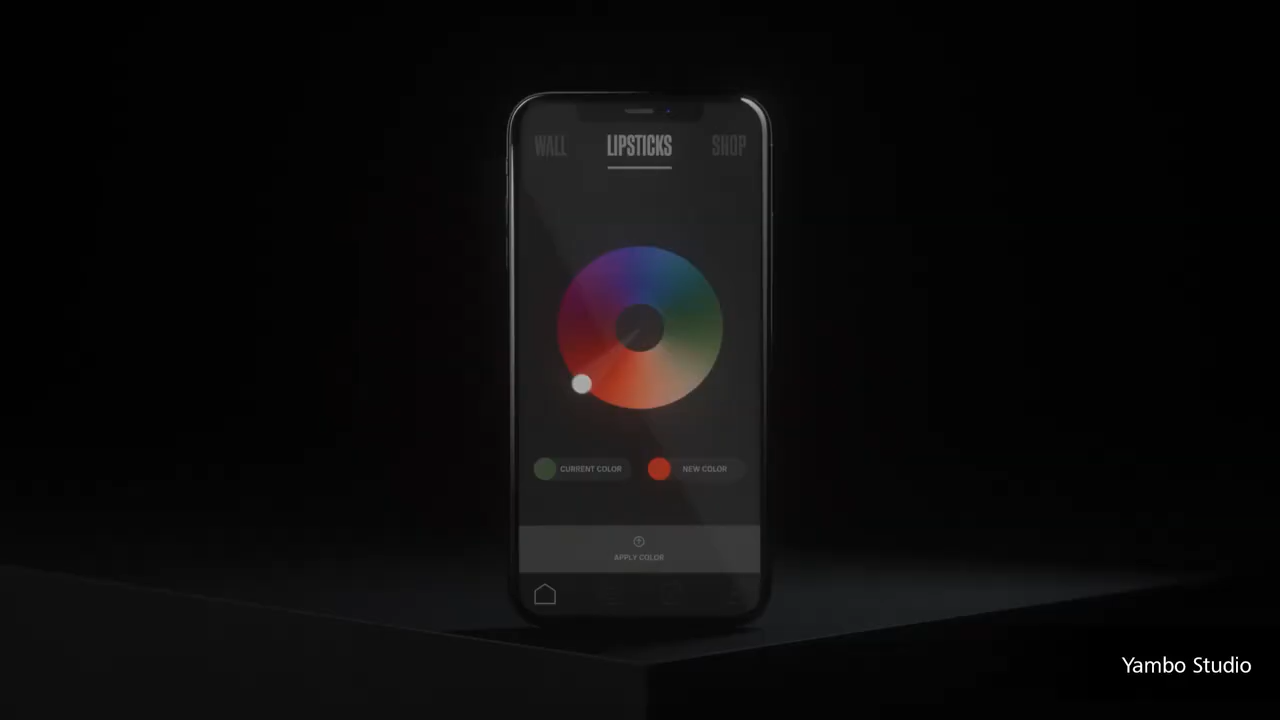 WALL
LIPSTICKS
SHOP
CURRENT COLOR
NEW COLOR
APPLY COLOR
Yambo Studio